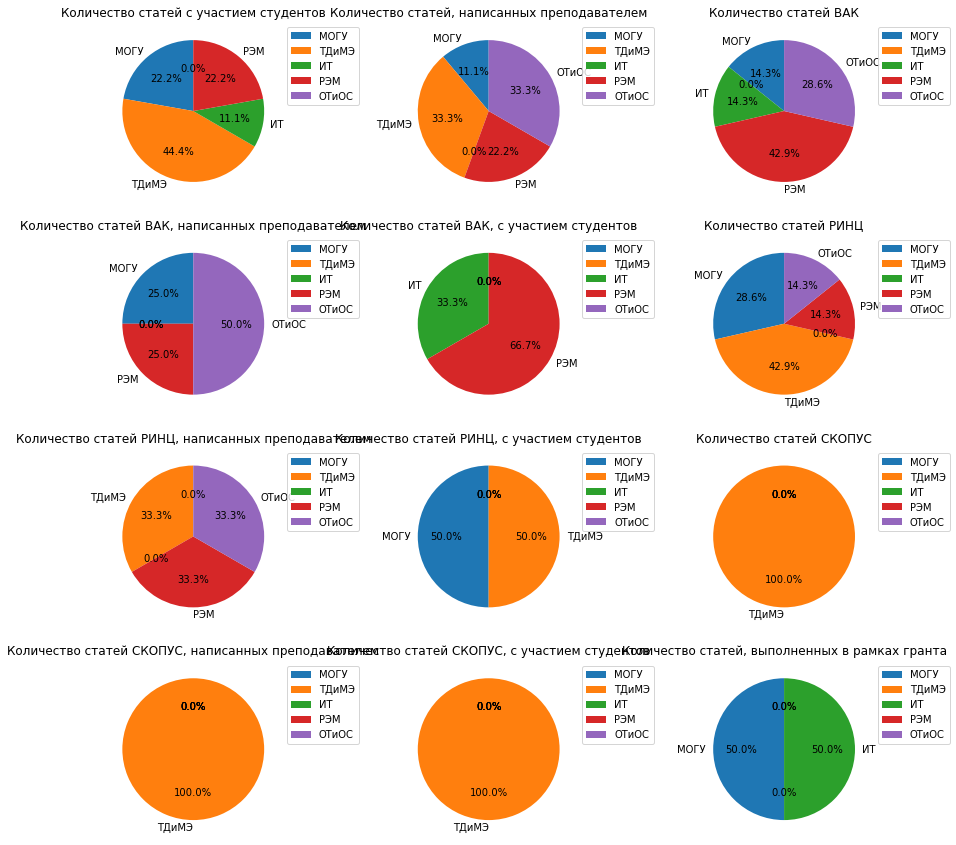 Количество статей с участием студентов
МОГУ
РЭМ
ИТ
ТДиМЭ
22.2%
0.0%
22.2%
11.1%
44.4%
МОГУ
ТДиМЭ
ИТ
РЭМ
ОТиОС
Количество статей, написанных преподавателем
МОГУ
ОТиОС
ТДиМЭ
РЭМ
11.1%
33.3%
33.3%
0.0%
22.2%
МОГУ
ТДиМЭ
ИТ
РЭМ
ОТиОС
Количество статей ВАК
МОГУ
ОТиОС
ИТ
РЭМ
14.3%
0.0%
14.3%
28.6%
42.9%
МОГУ
ТДиМЭ
ИТ
РЭМ
ОТиОС
Количество статей ВАК, написанных преподавателем
МОГУ
ОТиОС
РЭМ
25.0%
0.0%
50.0%
25.0%
МОГУ
ТДиМЭ
ИТ
РЭМ
ОТиОС
Количество статей ВАК, с участием студентов
ИТ
РЭМ
0.0%
33.3%
66.7%
МОГУ
ТДиМЭ
ИТ
РЭМ
ОТиОС
Количество статей РИНЦ
ОТиОС
МОГУ
РЭМ
ТДиМЭ
28.6%
14.3%
14.3%
0.0%
42.9%
МОГУ
ТДиМЭ
ИТ
РЭМ
ОТиОС
Количество статей РИНЦ, написанных преподавателем
ТДиМЭ
ОТиОС
РЭМ
0.0%
33.3%
33.3%
0.0%
33.3%
МОГУ
ТДиМЭ
ИТ
РЭМ
ОТиОС
Количество статей РИНЦ, с участием студентов
МОГУ
ТДиМЭ
0.0%
50.0%
50.0%
МОГУ
ТДиМЭ
ИТ
РЭМ
ОТиОС
Количество статей СКОПУС
0.0%
100.0%
ТДиМЭ
МОГУ
ТДиМЭ
ИТ
РЭМ
ОТиОС
Количество статей СКОПУС, написанных преподавателем
0.0%
100.0%
ТДиМЭ
МОГУ
ТДиМЭ
ИТ
РЭМ
ОТиОС
Количество статей СКОПУС, с участием студентов
0.0%
100.0%
ТДиМЭ
МОГУ
ТДиМЭ
ИТ
РЭМ
ОТиОС
Количество статей, выполненных в рамках гранта
0.0%
МОГУ
50.0%
50.0%
ИТ
0.0%
МОГУ
ТДиМЭ
ИТ
РЭМ
ОТиОС